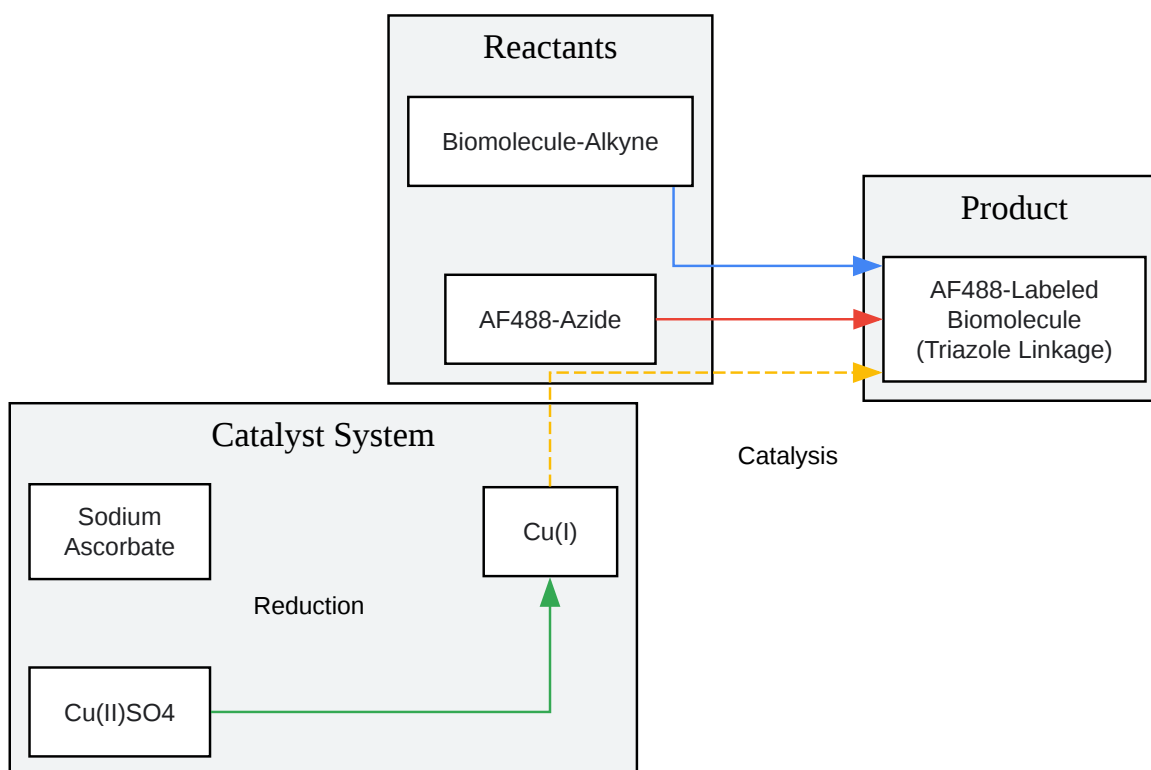 Reactants
Biomolecule-Alkyne
AF488-Azide
Product
AF488-Labeled
Biomolecule
(Triazole Linkage)
Catalyst System
Sodium
Ascorbate
Cu(I)
Reduction
Cu(II)SO4
Catalysis